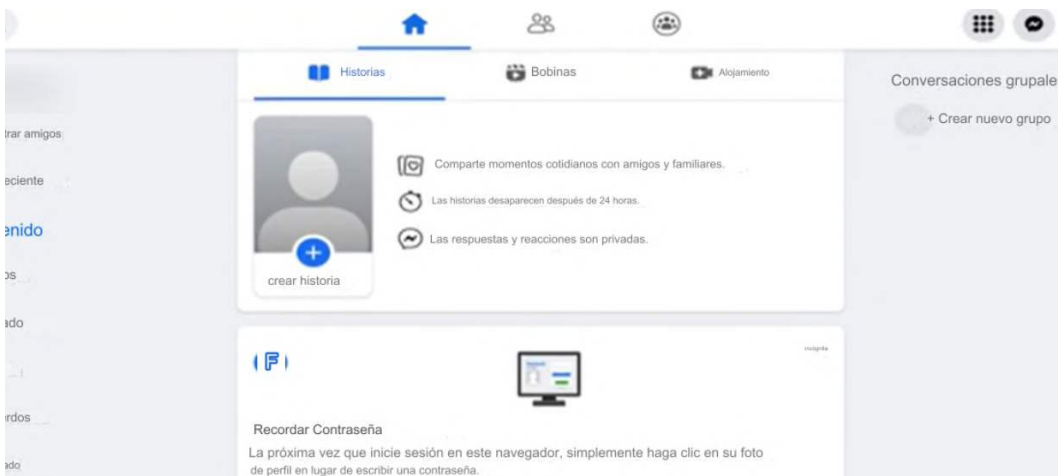 Historias
Bobinas
Alojamiento
Conversaciones grupale
+ Crear nuevo grupo
trar amigos
eciente
enido
os
ado
rdos
ado
Comparte momentos cotidianos con amigos y familiares.
Las historias desaparecen después de 24 horas.
Las respuestas y reacciones son privadas.
crear historia
F
Recordar Contraseña
La próxima vez que inicie sesión en este navegador, simplemente haga clic en su foto
de perfil en lugar de escribir una contraseña.